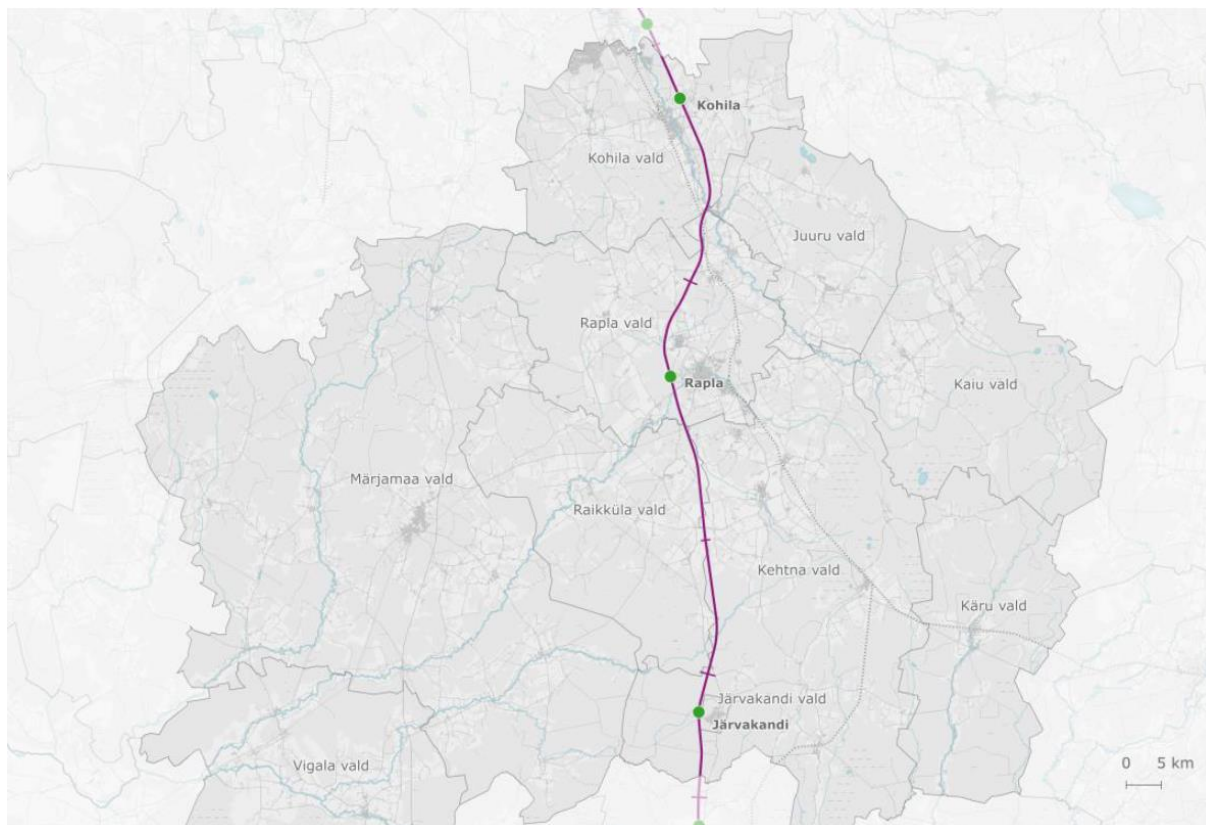 Kohila
Kohila vald
Juuru vald
Rapla vald
Rapla
Kaiu vald
Märjamaa vald
Raikküla vald
Kehtna vald
Käru vald
Järvakandi vald
Järvakandi
Vigala vald
0 5 km